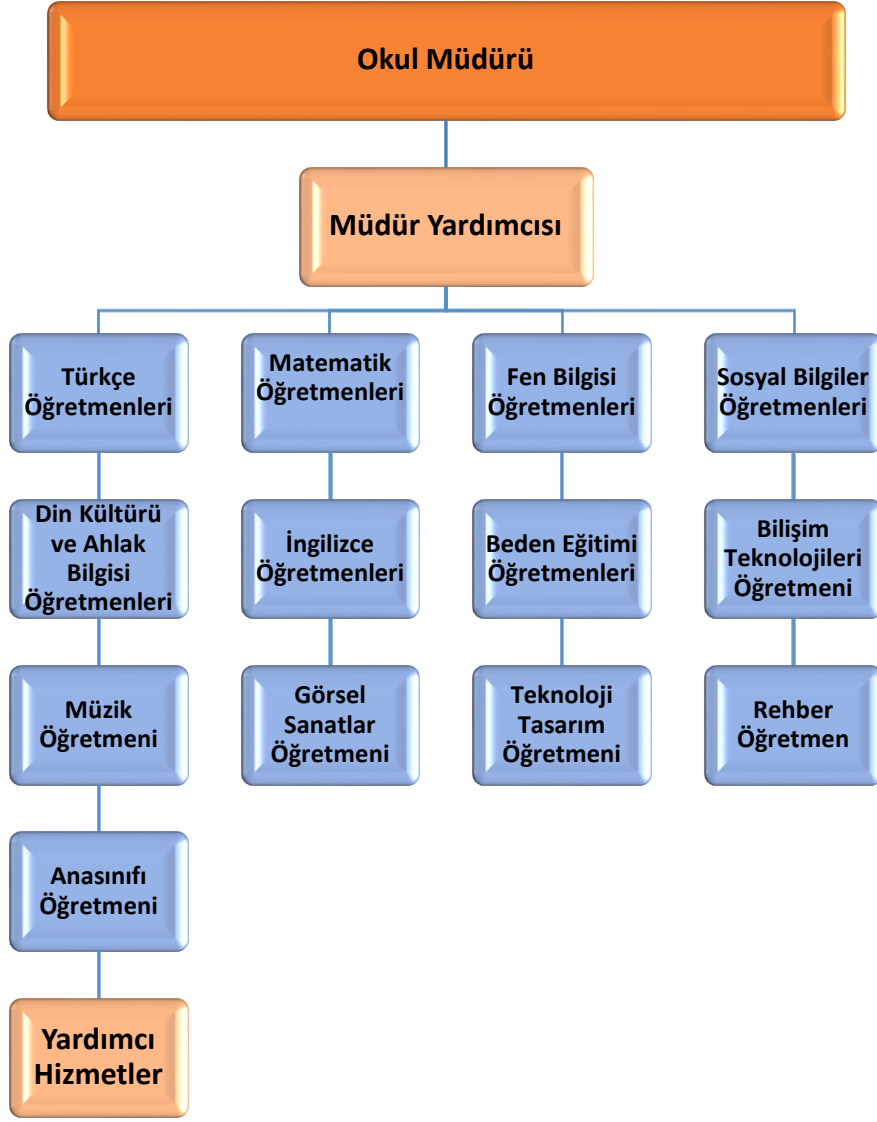 Okul Müdürü
Müdür Yardımcısı
Türkçe
Öğretmenleri
Matematik
Öğretmenleri
Fen Bilgisi
Öğretmenleri
Sosyal Bilgiler
Öğretmenleri
Din Kültürü
ve Ahlak
Bilgisi
Öğretmenleri
İngilizce
Öğretmenleri
Beden Eğitimi
Öğretmenleri
Bilişim
Teknolojileri
Öğretmeni
Müzik
Öğretmeni
Görsel
Sanatlar
Öğretmeni
Teknoloji
Tasarım
Öğretmeni
Rehber
Öğretmen
Anasınıfı
Öğretmeni
Yardımcı
Hizmetler